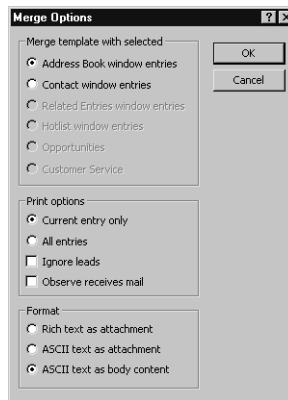 Merge Options
Merge template with selected
Address Book window entries
Contact window entries
Related Entries window entries
Hotlist window entries
Opportunities
Customer Service
Print options
Current entry only
All entries
Ignore leads
Observe receives mail
Format
Rich text as attachment
ASCII text as attachment
ASCII text as body content
OK
Cancel